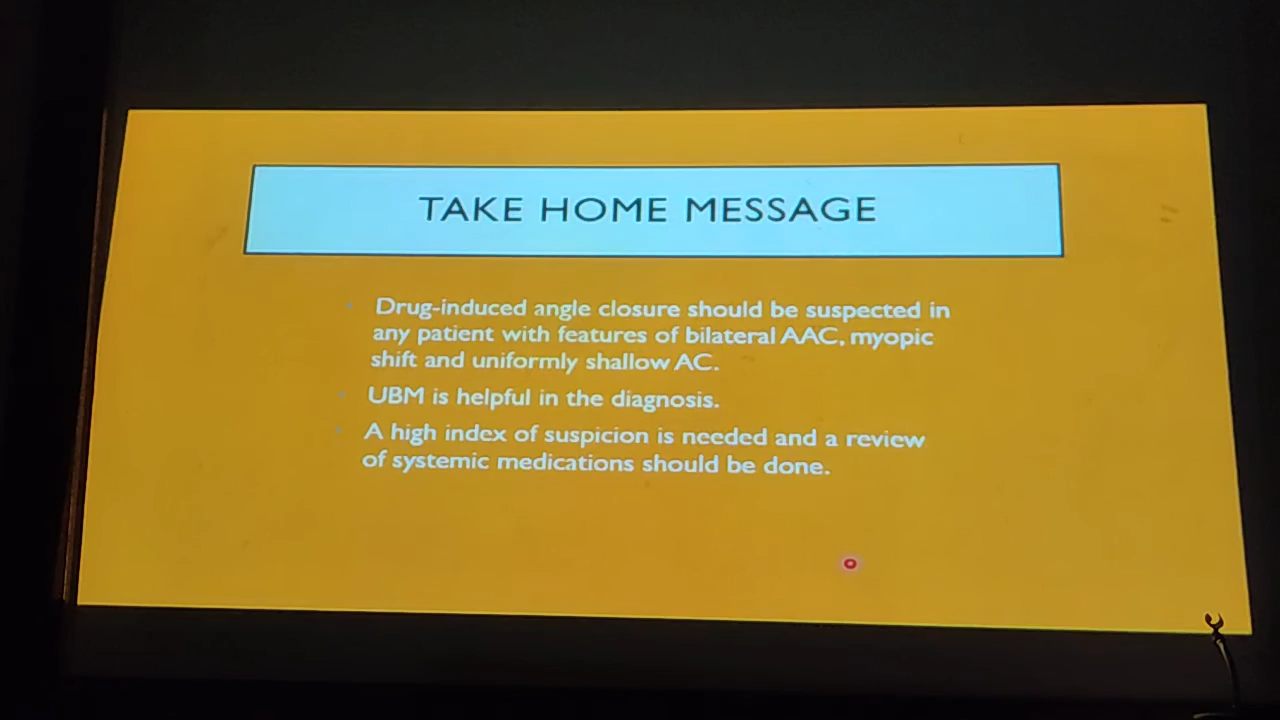 TAKE HOME MESSAGE
Drug-induced angle closure should be suspected in
any patient with features of bilateral AAC, myopic
shift and uniformly shallow AC.
UBM is helpful in the diagnosis.
A high index of suspicion is needed and a review
of systemic medications should be done.